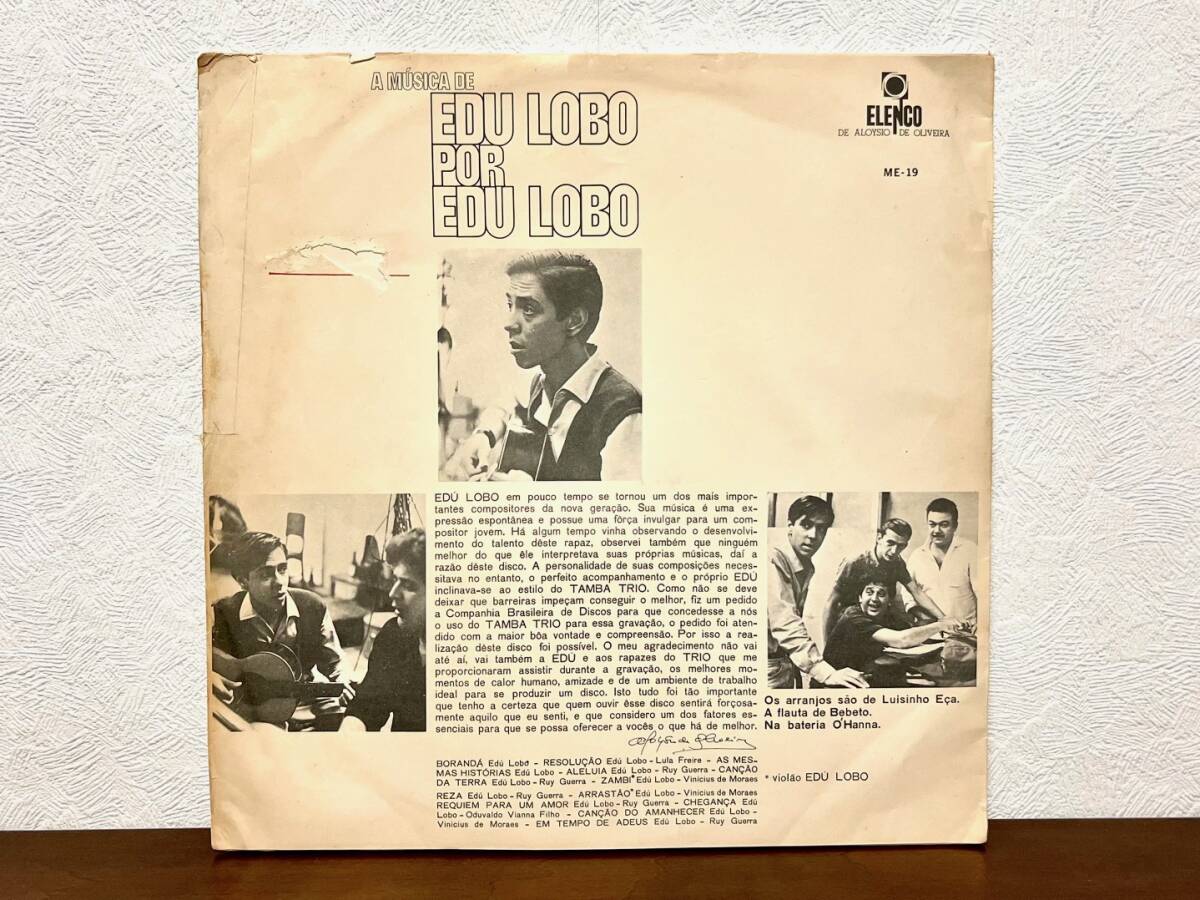 A MÚSICA DE
EDU LOBO
POR
EDU LOBO
ELENCO
DE ALOYSIO DE OLIVEIRA
ME-19
EDÚ LOBO em pouco tempo se tornou um dos mais impor-
tantes compositores da nova geração. Sua música é uma ex-
pressão espontânea e possue uma fôrça invulgar para um com-
positor jovem. Há algum tempo vinha observando o desenvolvi-
mento do talento dêste rapaz, observei também que ninguém
melhor do que êle interpretava suas próprias músicas, daí a
razão dêste disco. A personalidade de suas composições neces-
sitava no entanto, o perfeito acompanhamento e o próprio EDÚ
inclinava-se ao estilo do TAMBA TRIO. Como não se deve
deixar que barreiras impeçam conseguir o melhor, fiz um pedido
a Companhia Brasileira de Discos para que concedesse a nós
o uso do TAMBA TRIO para essa gravação, o pedido foi aten-
dido com a maior bôa vontade e compreensão. Por isso a rea-
lização dêste disco foi possível. O meu agradecimento não vai
até aí, vai também a EDÚ e aos rapazes do TRIO que me
proporcionaram assistir durante a gravação, os melhores mo-
mentos de calor humano, amizade e de um ambiente de trabalho
ideal para se produzir um disco. Isto tudo foi tão importante
que tenho a certeza que quem ouvir êsse disco sentirá forçosa-
mente aquilo que eu senti, e que considero um dos fatores es-
senciais para que se possa oferecer a vocês o que há de melhor.
Os arranjos são de Luisinho Eça.
A flauta de Bebeto.
Na bateria O'Hanna.
BORANDÁ Edú Lobo - RESOLUÇÃO Edú Lobo - Lula Freire - AS MES-
MAS HISTÓRIAS Edú Lobo - ALELUIA Edú Lobo - Ruy Guerra - CANÇÃO
DA TERRA Edú Lobo - Ruy Guerra - ZAMBI* Edú Lobo - Vinicius de Moraes
REZA Edú Lobo - Ruy Guerra - ARRASTÃO* Edú Lobo - Vinicius de Moraes
REQUIEM PARA UM AMOR Edú Lobo - Ruy Guerra - CHEGANÇA Edú
Lobo - Oduvaldo Vianna Filho - CANÇÃO DO AMANHECER Edú Lobo -
Vinicius de Moraes - EM TEMPO DE ADEUS Edú Lobo - Ruy Guerra
* violão EDÚ LOBO